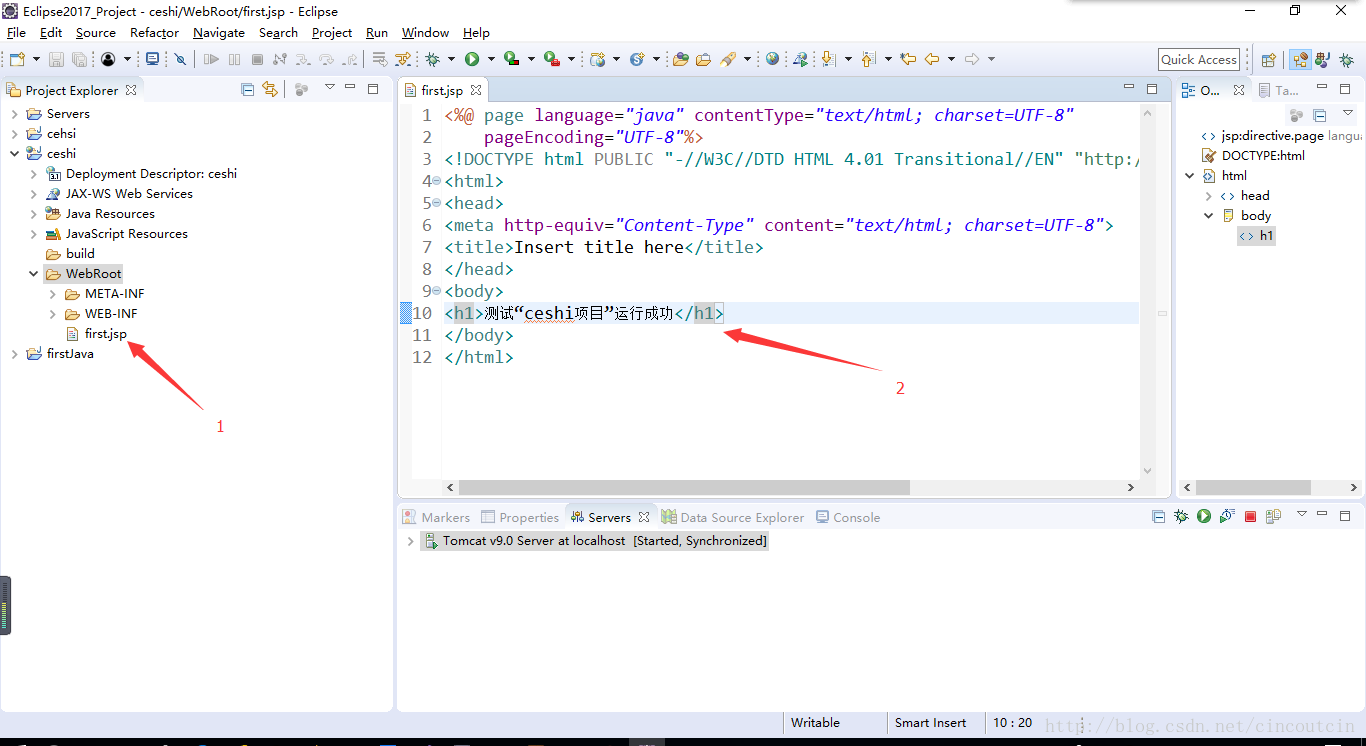 Eclipse2017_Project - ceshi/WebRoot/first.jsp - Eclipse
File Edit Source Refactor Navigate Search Project Run Window Help
Quick Access
Project Explorer
Servers
cehsi
ceshi
Deployment Descriptor: ceshi
JAX-WS Web Services
Java Resources
JavaScript Resources
build
WebRoot
META-INF
WEB-INF
first.jsp
firstJava
1
first.jsp
1 <%@ page language="java" contentType="text/html; charset=UTF-8"
2 pageEncoding="UTF-8"%>
3 <!DOCTYPE html PUBLIC "-//W3C//DTD HTML 4.01 Transitional//EN" "http:/
4 <html>
5 <head>
6 <meta http-equiv="Content-Type" content="text/html; charset=UTF-8">
7 <title>Insert title here</title>
8 </head>
9 <body>
10 <h1>测试“ceshi项目”运行成功</h1>
11 </body>
12 </html>
2
O... Ta...
jsp:directive.page langua
DOCTYPE:html
html
head
body
h1
Markers Properties Servers Data Source Explorer Console
Tomcat v9.0 Server at localhost [Started, Synchronized]
Writable Smart Insert 10 : 20
http://blog.csdn.net/cincoutcin